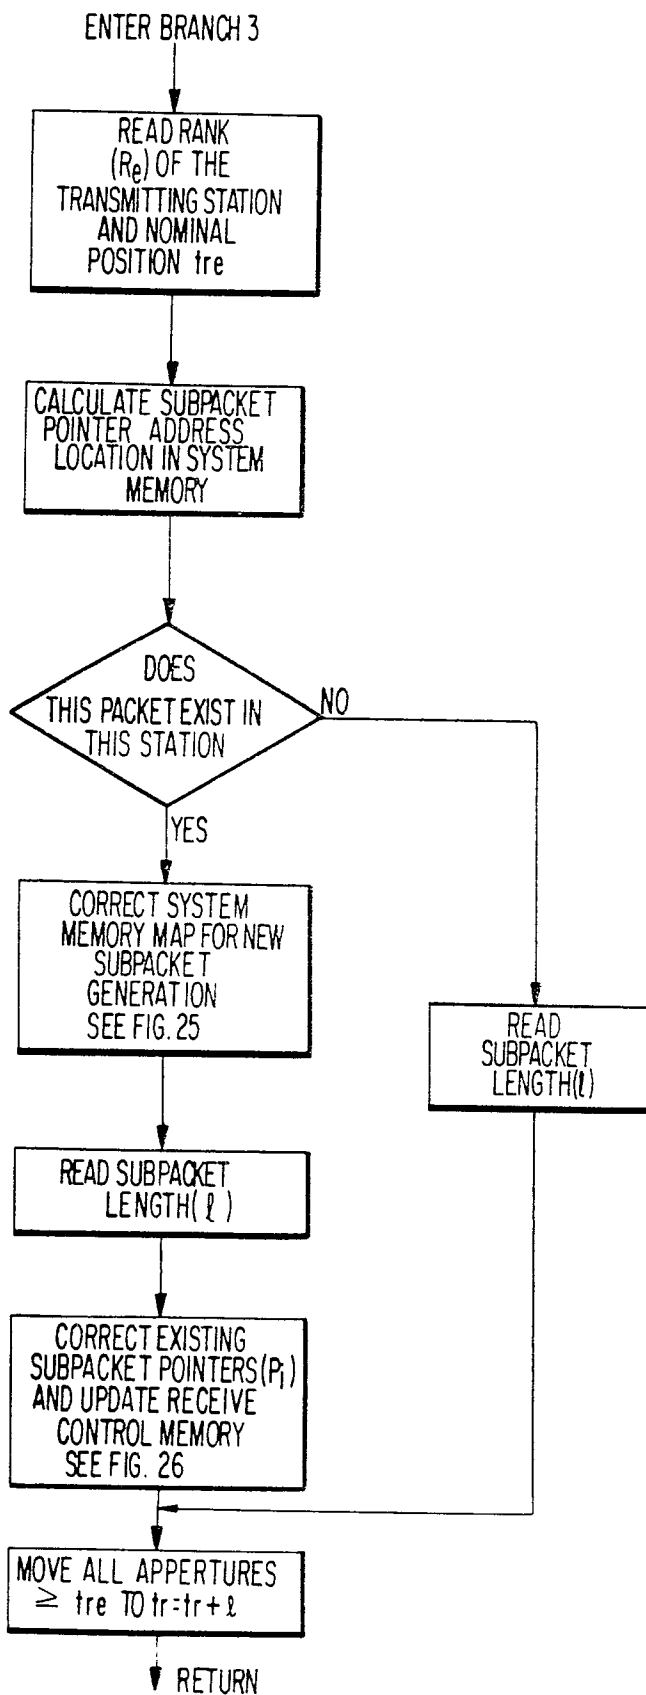 ENTER BRANCH 3
READ RANK
(Re) OF THE
TRANSMITTING STATION
AND NOMINAL
POSITION tre
CALCULATE SUBPACKET
POINTER ADDRESS
LOCATION IN SYSTEM
MEMORY
DOES
THIS PACKET EXIST IN
THIS STATION
NO
YES
CORRECT SYSTEM
MEMORY MAP FOR NEW
SUBPACKET
GENERATION
SEE FIG. 25
READ
SUBPACKET
LENGTH(ℓ)
READ SUBPACKET
LENGTH(ℓ)
CORRECT EXISTING
SUBPACKET POINTERS(P1)
AND UPDATE RECEIVE
CONTROL MEMORY
SEE FIG. 26
MOVE ALL APPERTURES
≥ tre TO tr=tr+ℓ
RETURN